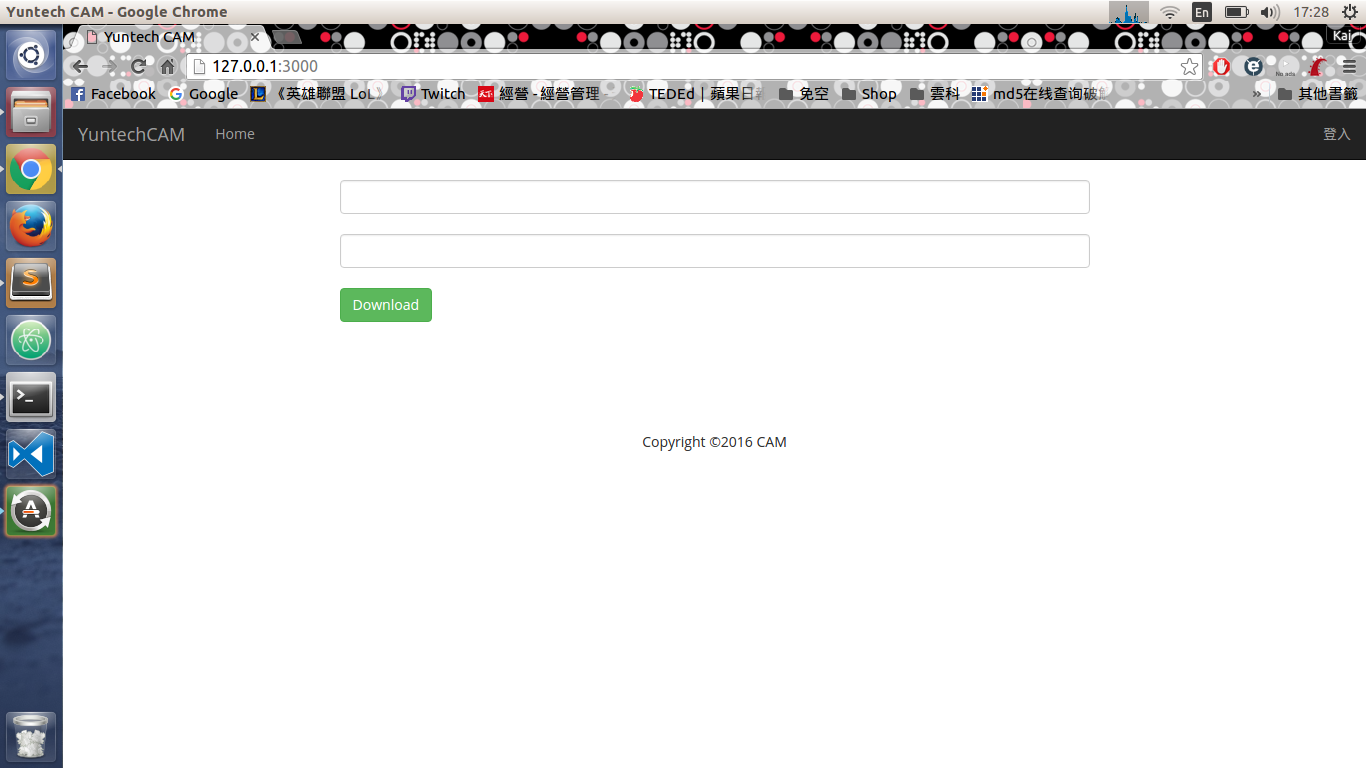 Yuntech CAM - Google Chrome
En
17:28
Yuntech CAM
Kai
127.0.0.1:3000
No ads
Facebook
Google
《英雄聯盟 LoL》
Twitch
經營 - 經營管理
TEDEd｜蘋果日
免空
Shop
雲科
md5在线查询破解
»
其他書籤
YuntechCAM
Home
登入
Download
Copyright ©2016 CAM